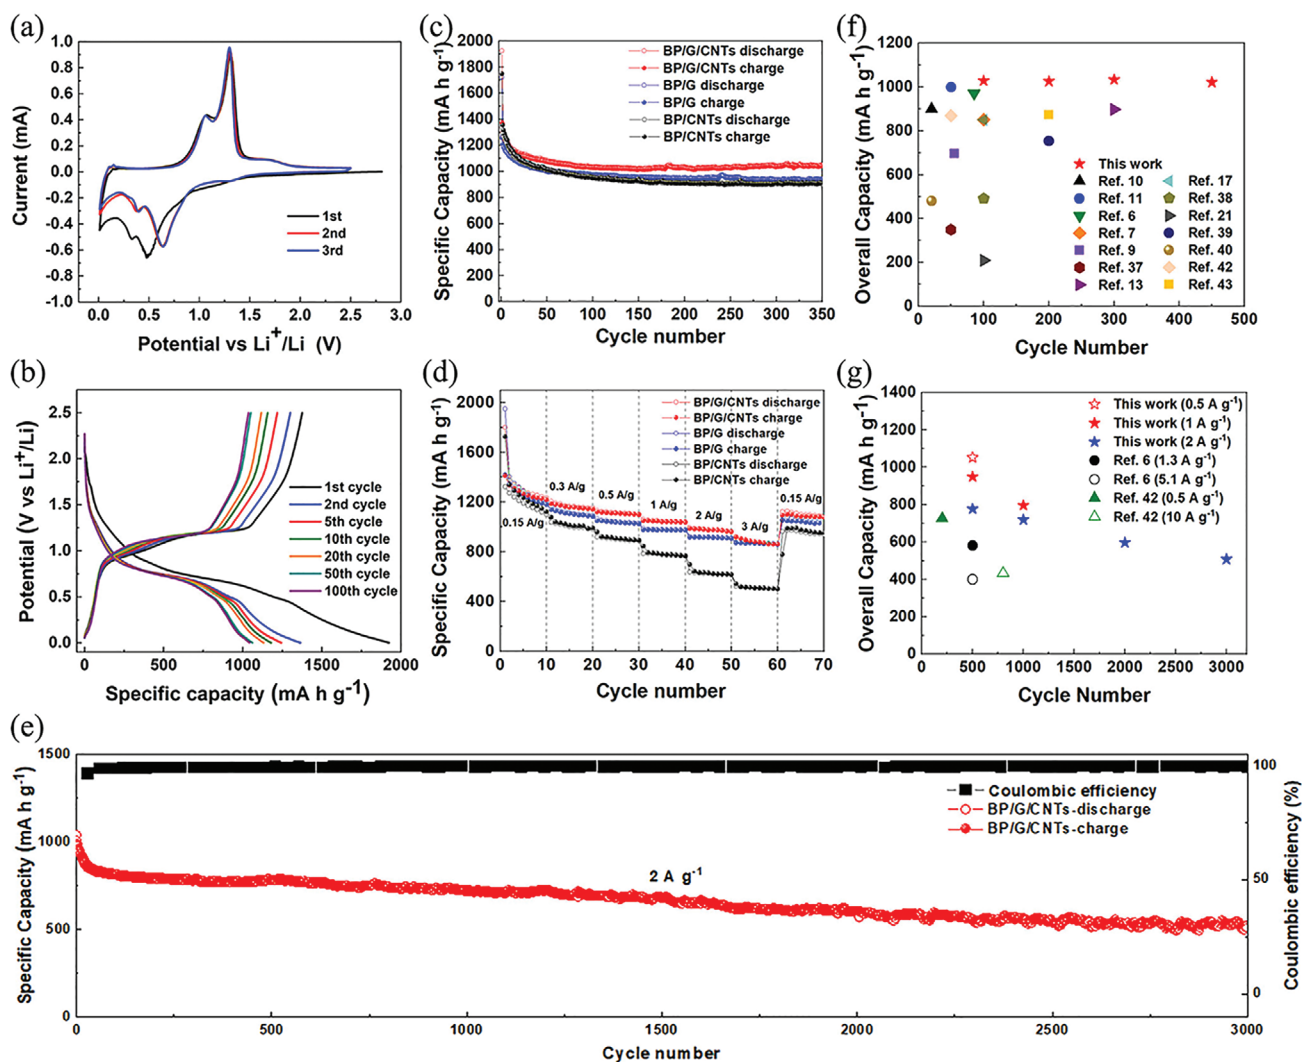 (a)
1.0
0.8
0.6
0.4
0.2
0.0
-0.2
-0.4
-0.6
-0.8
-1.0
Current (mA)
1st
2nd
3rd
0.0 0.5 1.0 1.5 2.0 2.5 3.0
Potential vs Li⁺/Li (V)
(c)
2000
1800
1600
1400
1200
1000
800
600
400
200
0
Specific Capacity (mA h g⁻¹)
BP/G/CNTs discharge
BP/G/CNTs charge
BP/G discharge
BP/G charge
BP/CNTs discharge
BP/CNTs charge
0 50 100 150 200 250 300 350
Cycle number
(f)
1200
1000
800
600
400
200
0
Overall Capacity (mA h g⁻¹)
This work
Ref. 10
Ref. 11
Ref. 6
Ref. 7
Ref. 9
Ref. 37
Ref. 13
Ref. 17
Ref. 38
Ref. 21
Ref. 39
Ref. 40
Ref. 42
Ref. 43
0 100 200 300 400 500
Cycle Number
(b)
2.5
2.0
1.5
1.0
0.5
0.0
Potential (V vs Li⁺/Li)
1st cycle
2nd cycle
5th cycle
10th cycle
20th cycle
50th cycle
100th cycle
0 500 1000 1500 2000
Specific capacity (mA h g⁻¹)
(d)
2000
1600
1200
800
400
0
Specific Capacity (mA h g⁻¹)
BP/G/CNTs discharge
BP/G/CNTs charge
BP/G discharge
BP/G charge
BP/CNTs discharge
BP/CNTs charge
0.15 A/g
0.3 A/g
0.5 A/g
1 A/g
2 A/g
3 A/g
0.15 A/g
0 10 20 30 40 50 60 70
Cycle number
(g)
1400
1200
1000
800
600
400
200
0
Overall Capacity (mA h g⁻¹)
This work (0.5 A g⁻¹)
This work (1 A g⁻¹)
This work (2 A g⁻¹)
Ref. 6 (1.3 A g⁻¹)
Ref. 6 (5.1 A g⁻¹)
Ref. 42 (0.5 A g⁻¹)
Ref. 42 (10 A g⁻¹)
0 500 1000 1500 2000 2500 3000
Cycle Number
(e)
1500
1000
500
0
Specific Capacity (mA h g⁻¹)
Coulombic efficiency
BP/G/CNTs-discharge
BP/G/CNTs-charge
2 A g⁻¹
100
50
0
Coulombic efficiency (%)
0 500 1000 1500 2000 2500 3000
Cycle number